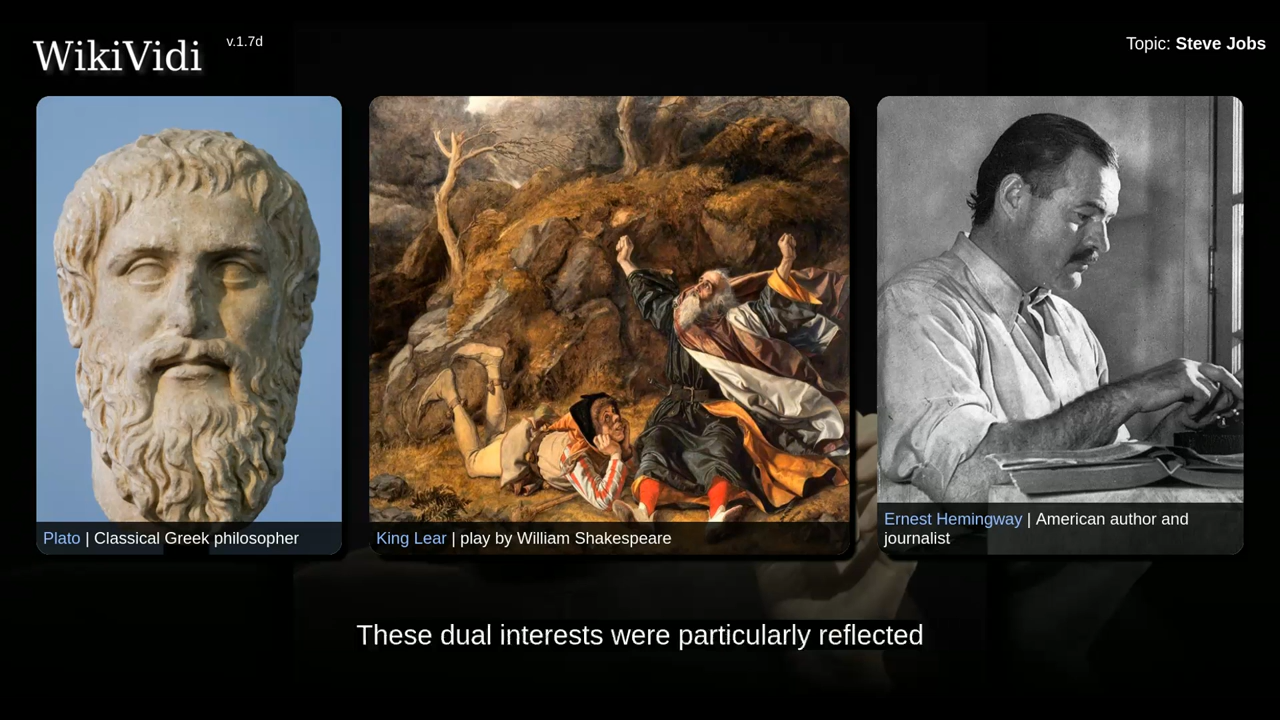 WikiVidi
v.1.7d
Topic: Steve Jobs
Plato | Classical Greek philosopher
King Lear | play by William Shakespeare
Ernest Hemingway | American author and
journalist
These dual interests were particularly reflected